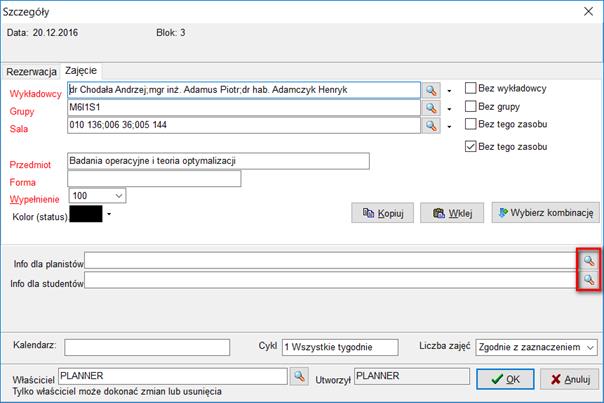 Szczegóły
Data: 20.12.2016 Blok: 3
Rezerwacja Zajęcie
Wykładowcy dr Chodała Andrzej;mgr inż. Adamus Piotr;dr hab. Adamczyk Henryk Bez wykładowcy
Grupy M6I1S1 Bez grupy
Sala 010 136;006 36;005 144 Bez tego zasobu
Bez tego zasobu
Przedmiot Badania operacyjne i teoria optymalizacji
Forma
Wypełnienie 100
Kolor (status) Kopiuj Wklej Wybierz kombinację
Info dla planistów
Info dla studentów
Kalendarz: Cykl 1 Wszystkie tygodnie Liczba zajęć Zgodnie z zaznaczeniem
Właściciel PLANNER Utworzył PLANNER OK Anuluj
Tylko właściciel może dokonać zmian lub usunięcia